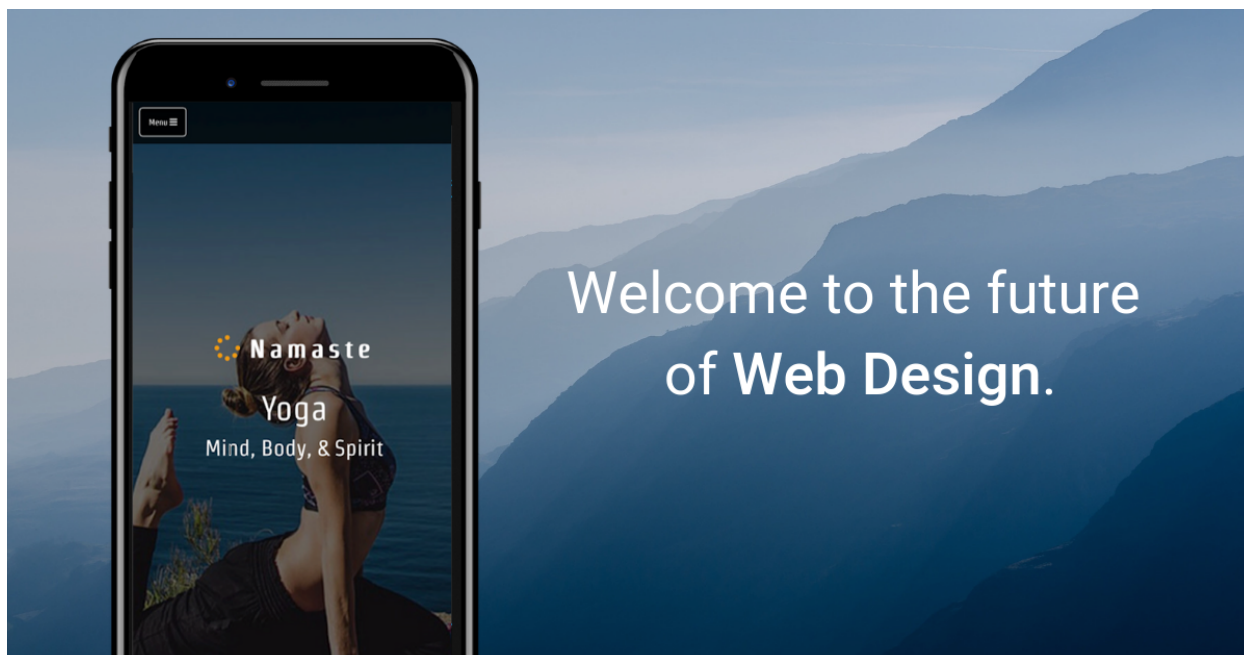 Menu
Namaste
Yoga
Mind, Body, & Spirit
Welcome to the future
of Web Design.